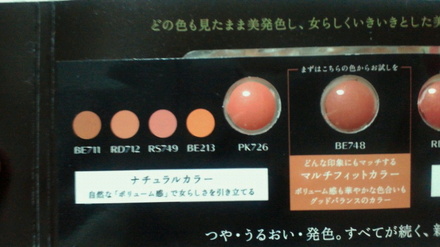 どの色も見たまま美発色し、女らしくいきいきとした
まずはこちらの色からお試しを
BE711 RD712 RS749 BE213 PK726 BE748
ナチュラルカラー
自然な「ボリューム感」で女らしさを引き立てる
どんな印象にもマッチする
マルチフィットカラー
ボリューム感も華やかな色合いも
グッドバランスのカラー
つや・うるおい・発色。すべてが続く、